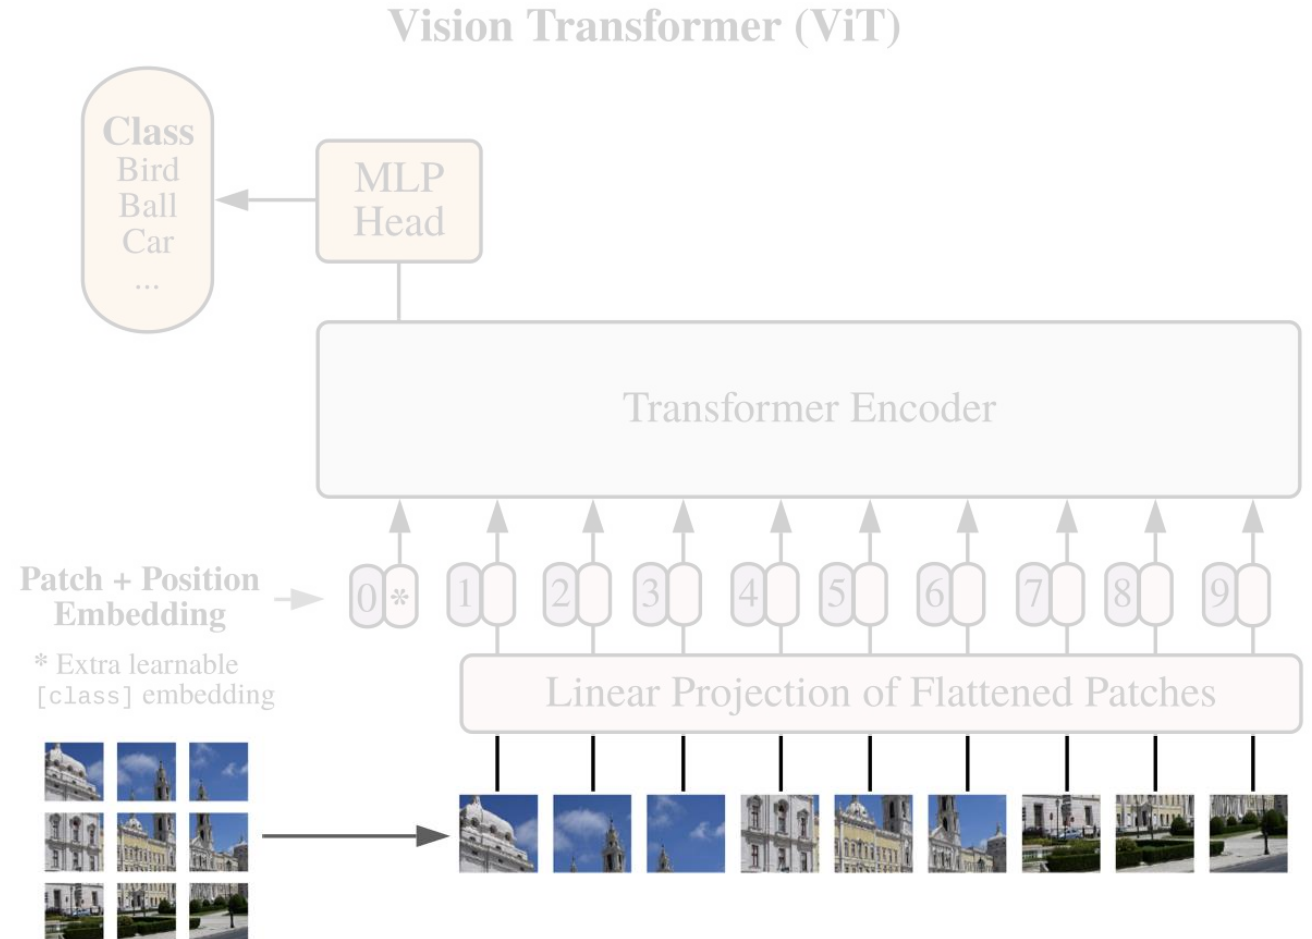 Vision Transformer (ViT)
Class
Bird
Ball
Car
...
MLP
Head
Transformer Encoder
Patch + Position
Embedding
0 * 1 2 3 4 5 6 7 8 9
* Extra learnable
[class] embedding
Linear Projection of Flattened Patches